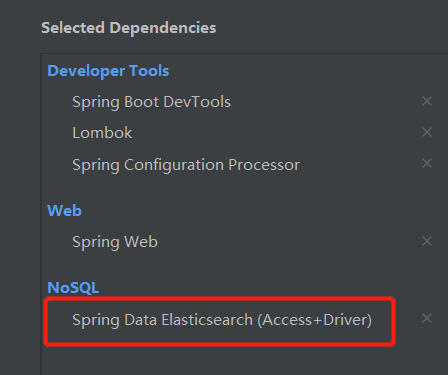 Selected Dependencies
Developer Tools
Spring Boot DevTools
Lombok
Spring Configuration Processor
Web
Spring Web
NoSQL
Spring Data Elasticsearch (Access+Driver)